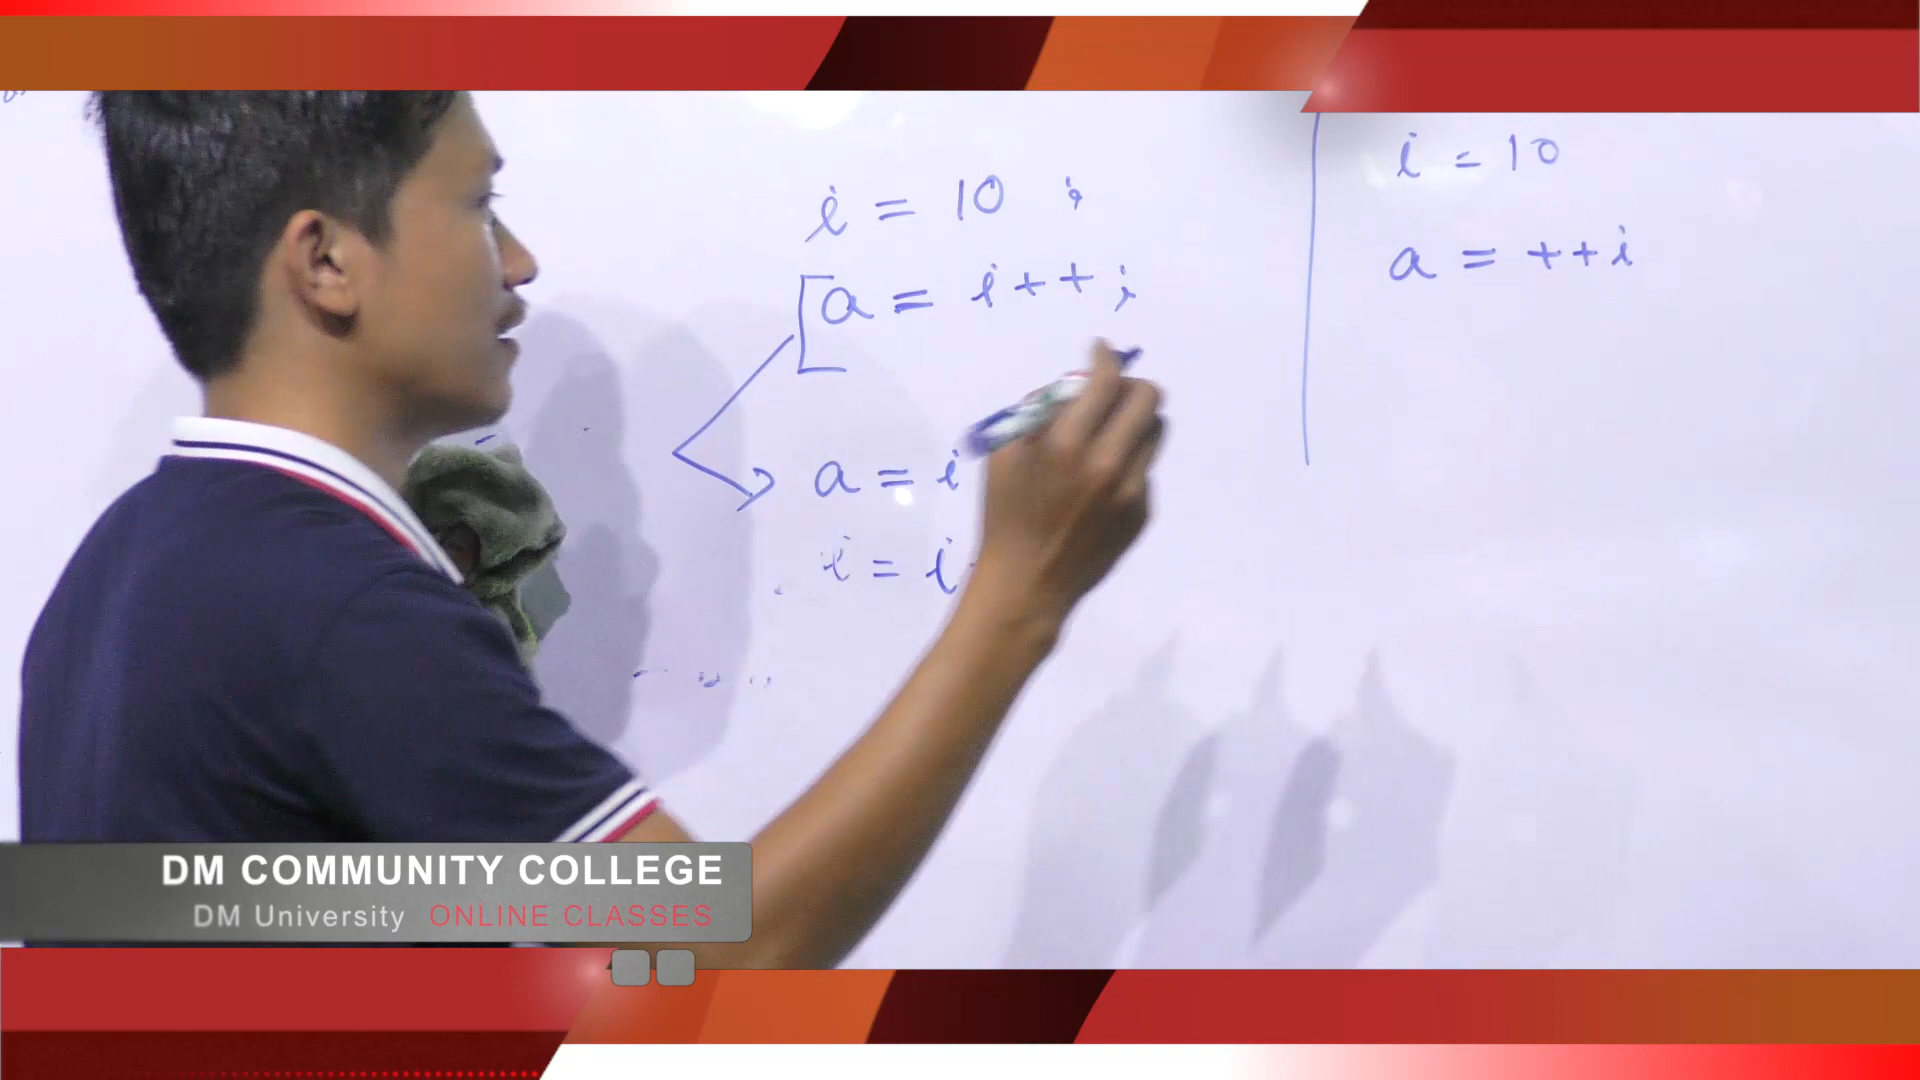 i = 10 ;
a = i++ ;
a = i
i = i
i = 10
a = ++i
DM COMMUNITY COLLEGE
DM University ONLINE CLASSES